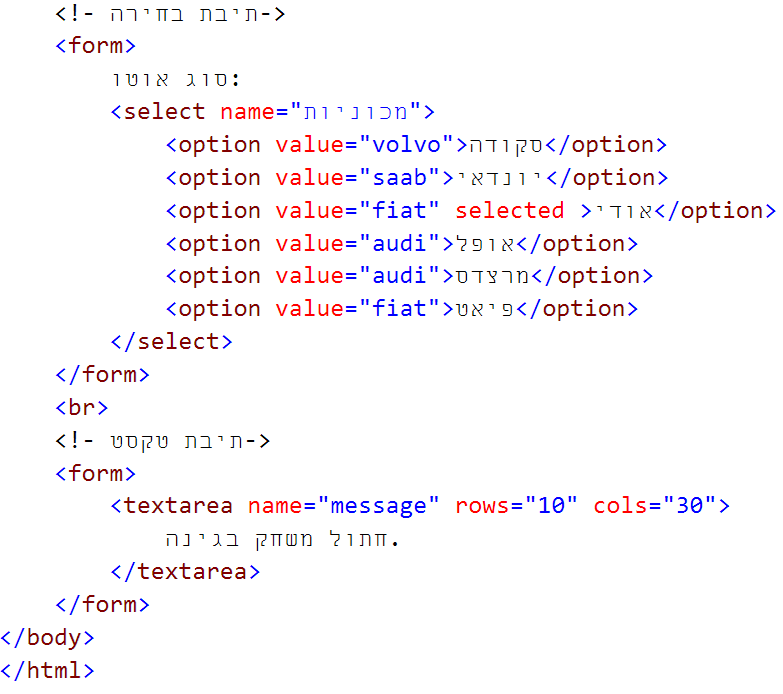 <!- תיבת בחירה->
<form>
סוג אוטו:
<select name="מכוניות">
<option value="volvo">סקודה</option>
<option value="saab">יונדאי</option>
<option value="fiat" selected >אודי</option>
<option value="audi">אופל</option>
<option value="audi">מרצדס</option>
<option value="fiat">פיאט</option>
</select>
</form>
<br>
<!- תיבת טקסט->
<form>
<textarea name="message" rows="10" cols="30">
חתול משחק בגינה.
</textarea>
</form>
</body>
</html>